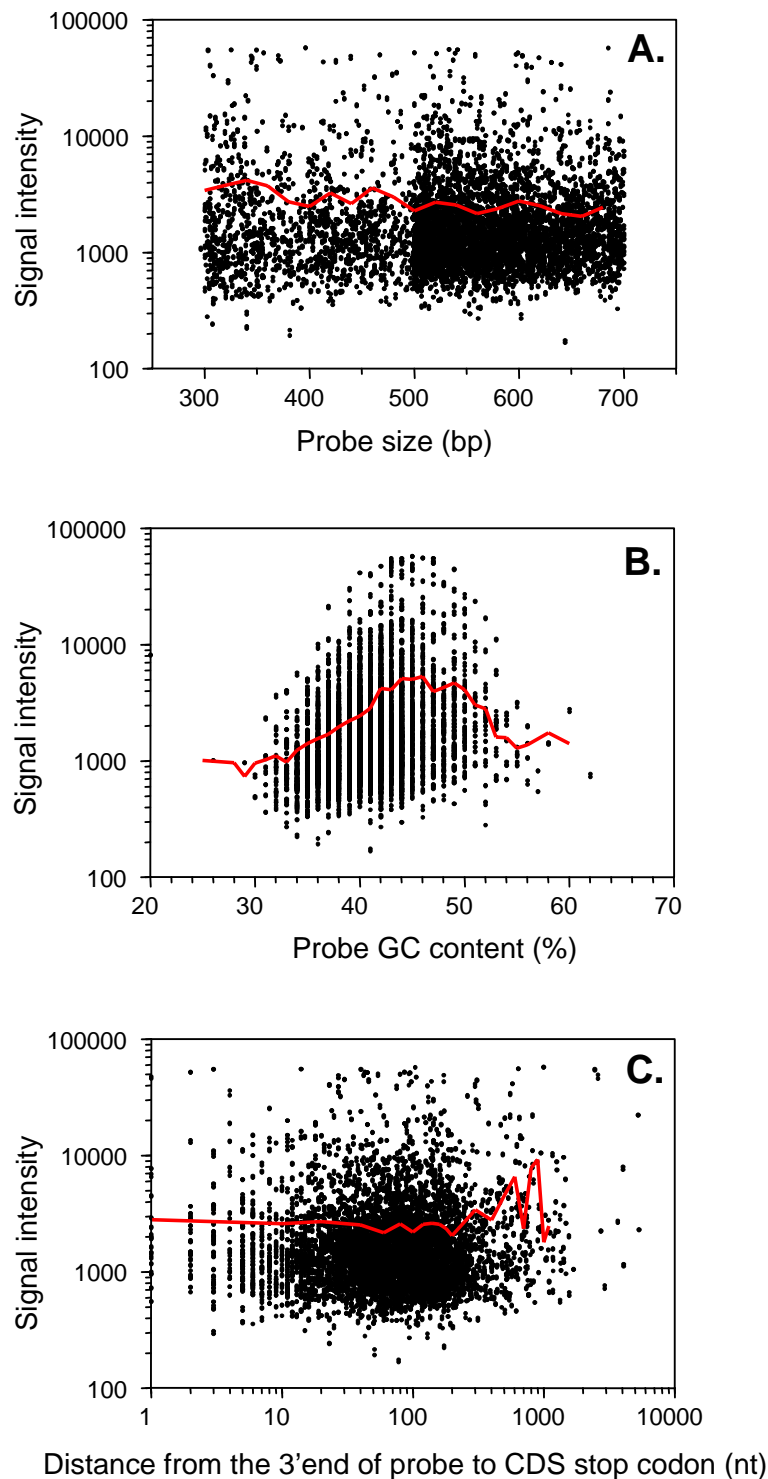 A.
Signal intensity
100000
10000
1000
100
300 400 500 600 700
Probe size (bp)
B.
Signal intensity
100000
10000
1000
100
20 30 40 50 60 70
Probe GC content (%)
C.
Signal intensity
100000
10000
1000
100
1 10 100 1000 10000
Distance from the 3'end of probe to CDS stop codon (nt)